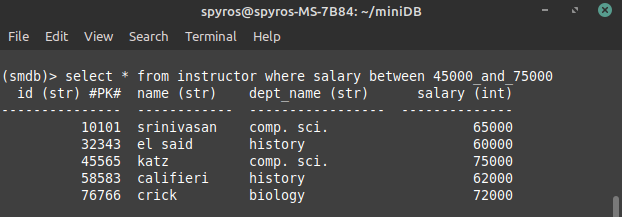 spyros@spyros-MS-7B84: ~/miniDB
File Edit View Search Terminal Help
(smdb)> select * from instructor where salary between 45000_and_75000
id (str) #PK# name (str) dept_name (str) salary (int)
-------------- ------------ ----------------- --------------
10101 srinivasan comp. sci. 65000
32343 el said history 60000
45565 katz comp. sci. 75000
58583 califieri history 62000
76766 crick biology 72000